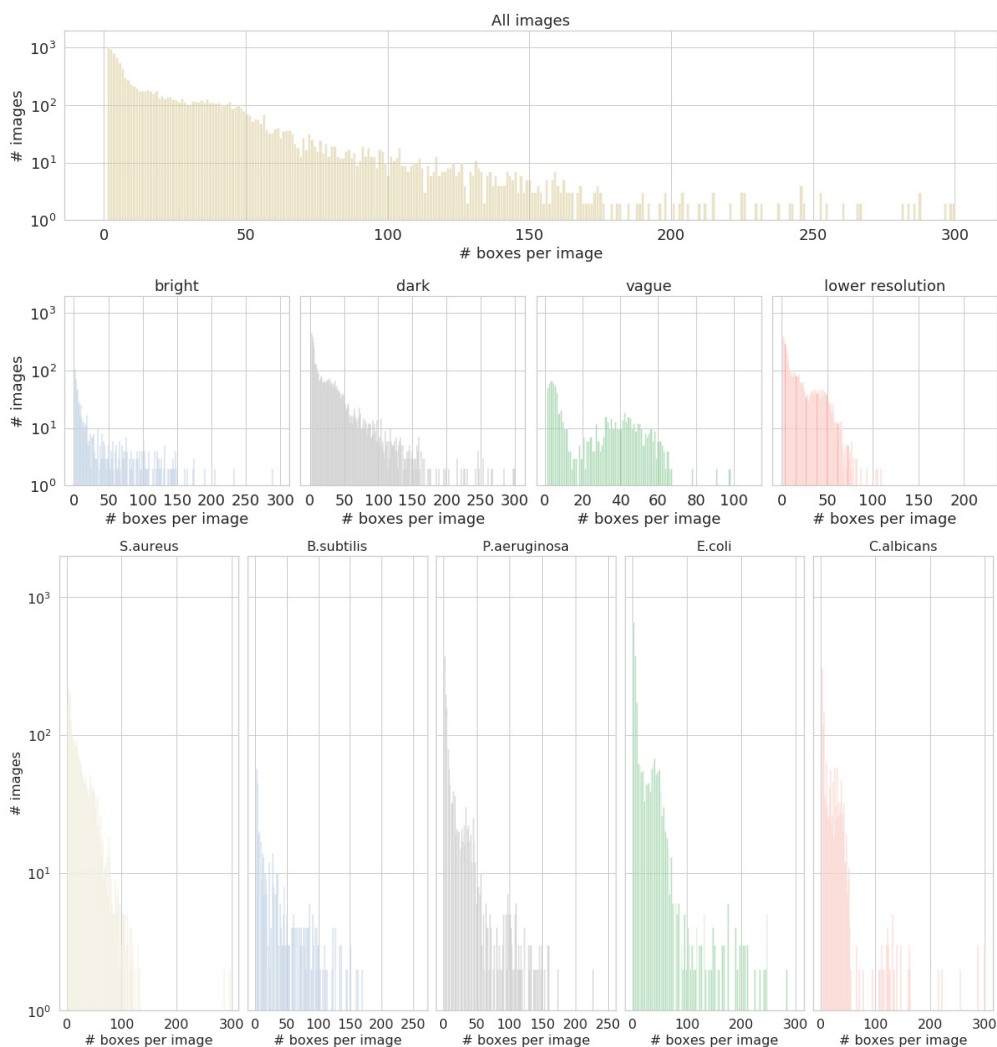 All images
# images
10³
10²
10¹
10⁰
0 50 100 150 200 250 300
# boxes per image
bright dark vague lower resolution
# images
10³
10²
10¹
10⁰
0 50 100 150 200 250 300 0 50 100 150 200 250 300 0 20 40 60 80 100 0 50 100 150 200
# boxes per image # boxes per image # boxes per image # boxes per image
S.aureus B.subtilis P.aeruginosa E.coli C.albicans
# images
10³
10²
10¹
10⁰
0 100 200 300 0 50 100 150 200 250 0 50 100 150 200 250 0 100 200 300 0 100 200 300
# boxes per image # boxes per image # boxes per image # boxes per image # boxes per image